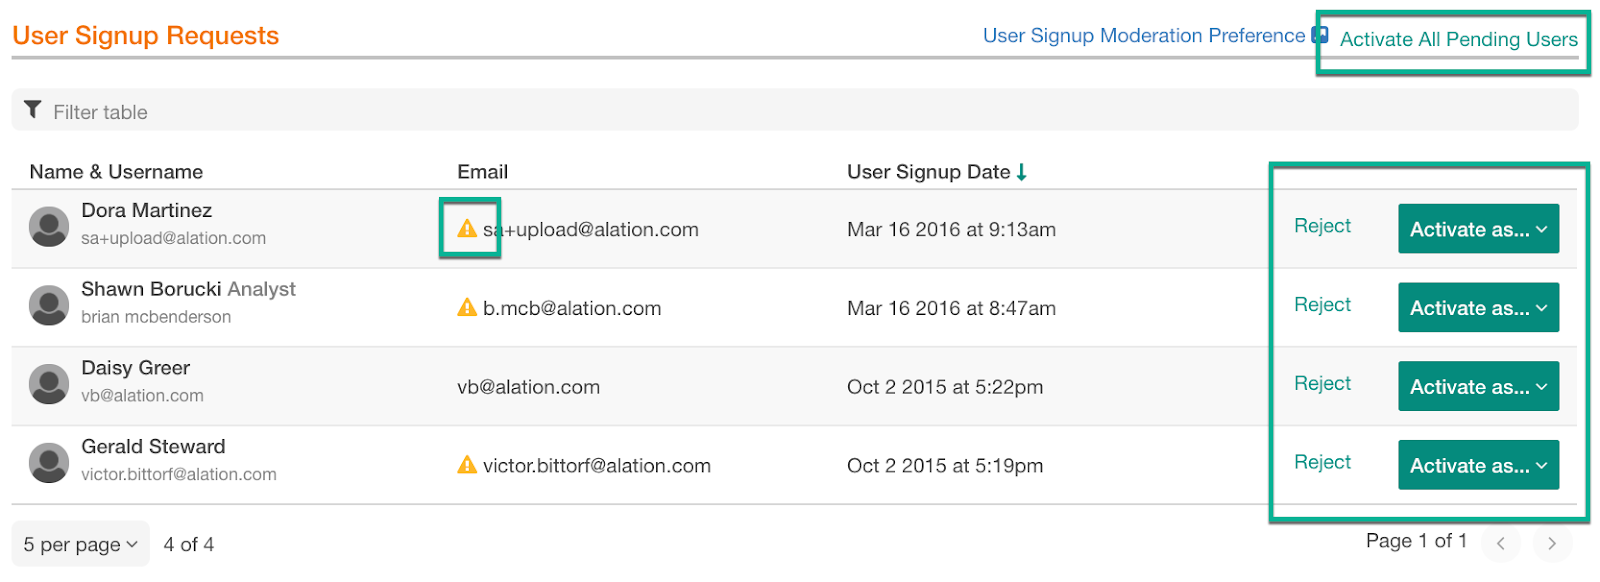 User Signup Requests
User Signup Moderation Preference
Activate All Pending Users
Filter table
Name & Username Email User Signup Date
Dora Martinez
sa+upload@alation.com
sa+upload@alation.com Mar 16 2016 at 9:13am Reject Activate as...
Shawn Borucki Analyst
brian mcbenderson
b.mcb@alation.com Mar 16 2016 at 8:47am Reject Activate as...
Daisy Greer
vb@alation.com
vb@alation.com Oct 2 2015 at 5:22pm Reject Activate as...
Gerald Steward
victor.bittorf@alation.com
victor.bittorf@alation.com Oct 2 2015 at 5:19pm Reject Activate as...
5 per page 4 of 4 Page 1 of 1